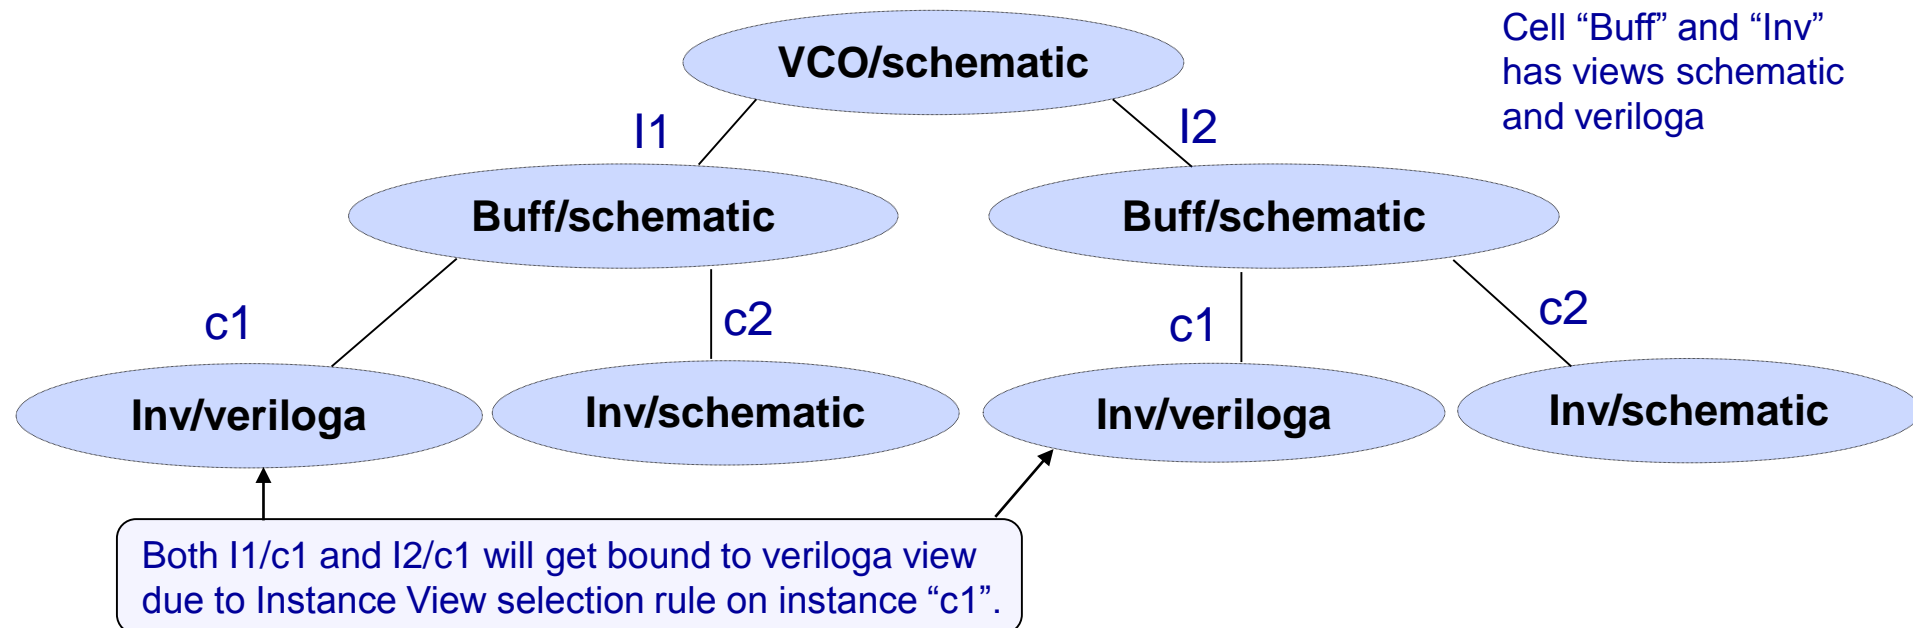 VCO/schematic
Cell “Buff” and “Inv”
has views schematic
and veriloga
I1
I2
Buff/schematic
Buff/schematic
c1
c2
c1
c2
Inv/veriloga
Inv/schematic
Inv/veriloga
Inv/schematic
Both I1/c1 and I2/c1 will get bound to veriloga view
due to Instance View selection rule on instance “c1”.